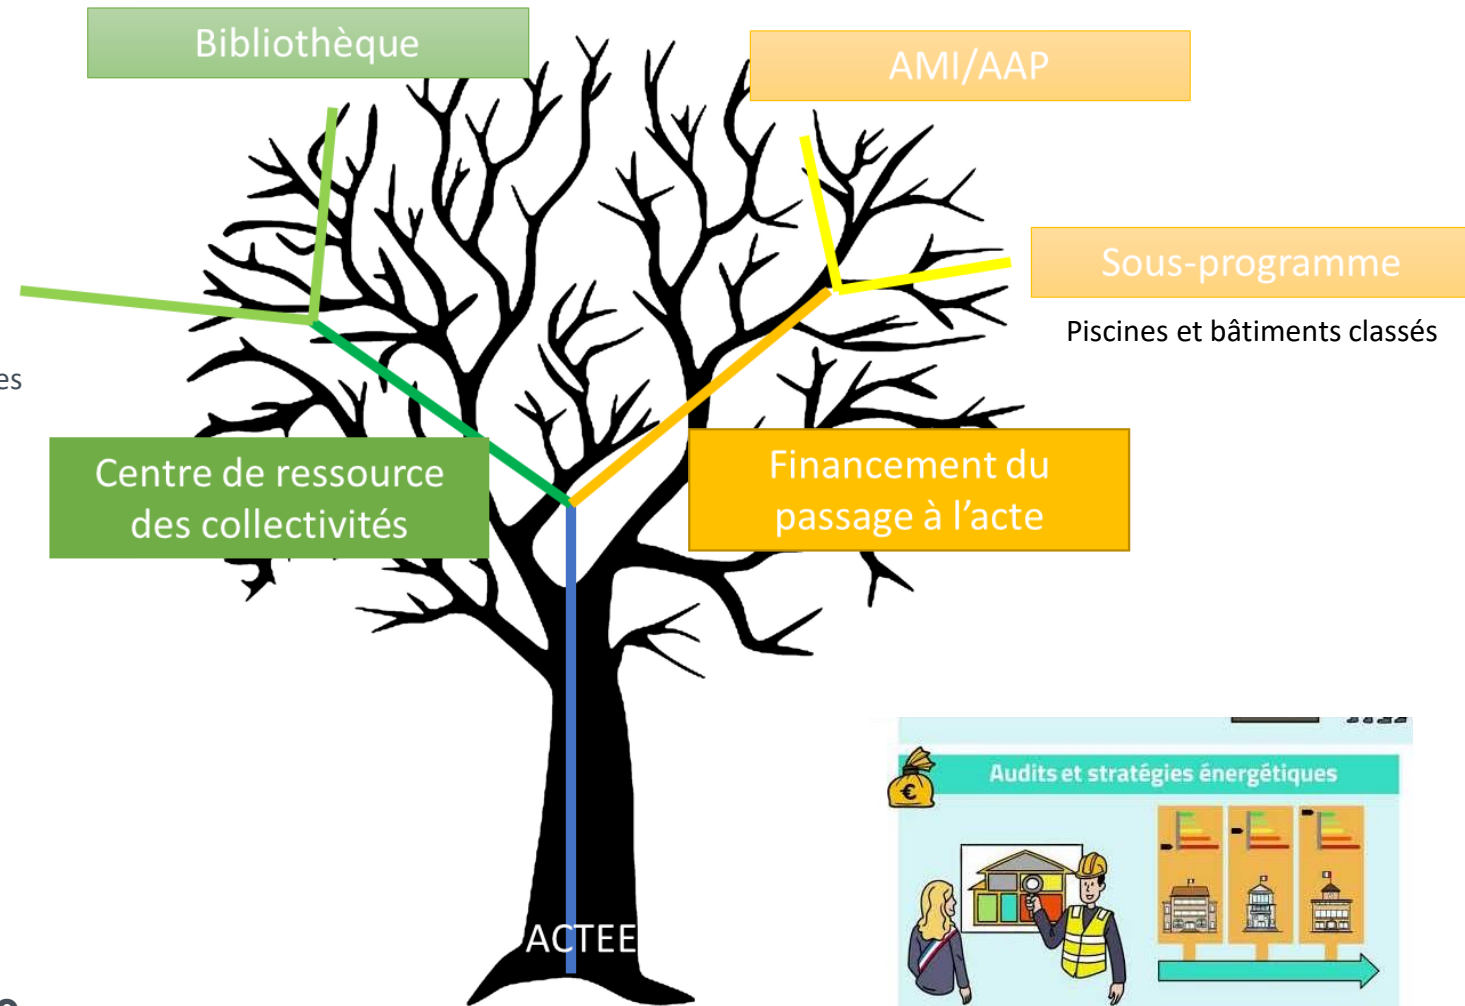 Bibliothèque
AMI/AAP
Sous-programme
Piscines et bâtiments classés
es
Centre de ressource
des collectivités
Financement du
passage à l'acte
Audits et stratégies énergétiques
€
ACTEE